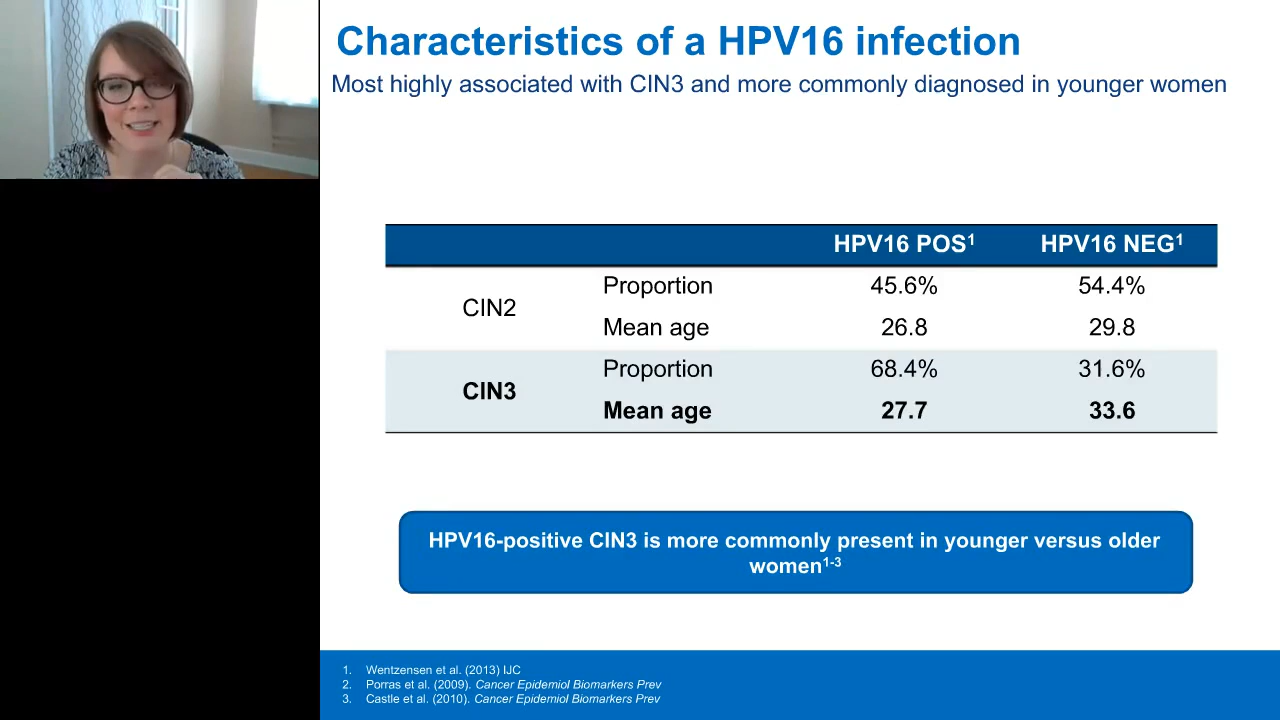 Characteristics of a HPV16 infection
Most highly associated with CIN3 and more commonly diagnosed in younger women
HPV16 POS1 HPV16 NEG1
CIN2 Proportion 45.6% 54.4%
Mean age 26.8 29.8
CIN3 Proportion 68.4% 31.6%
Mean age 27.7 33.6
HPV16-positive CIN3 is more commonly present in younger versus older
women1-3
1. Wentzensen et al. (2013) IJC
2. Porras et al. (2009). Cancer Epidemiol Biomarkers Prev
3. Castle et al. (2010). Cancer Epidemiol Biomarkers Prev